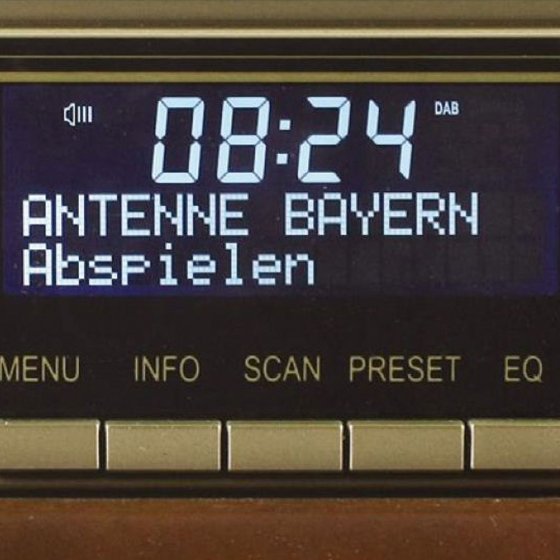 08:24 DAB
ANTENNE BAYERN
Abspielen
MENU INFO SCAN PRESET EQ